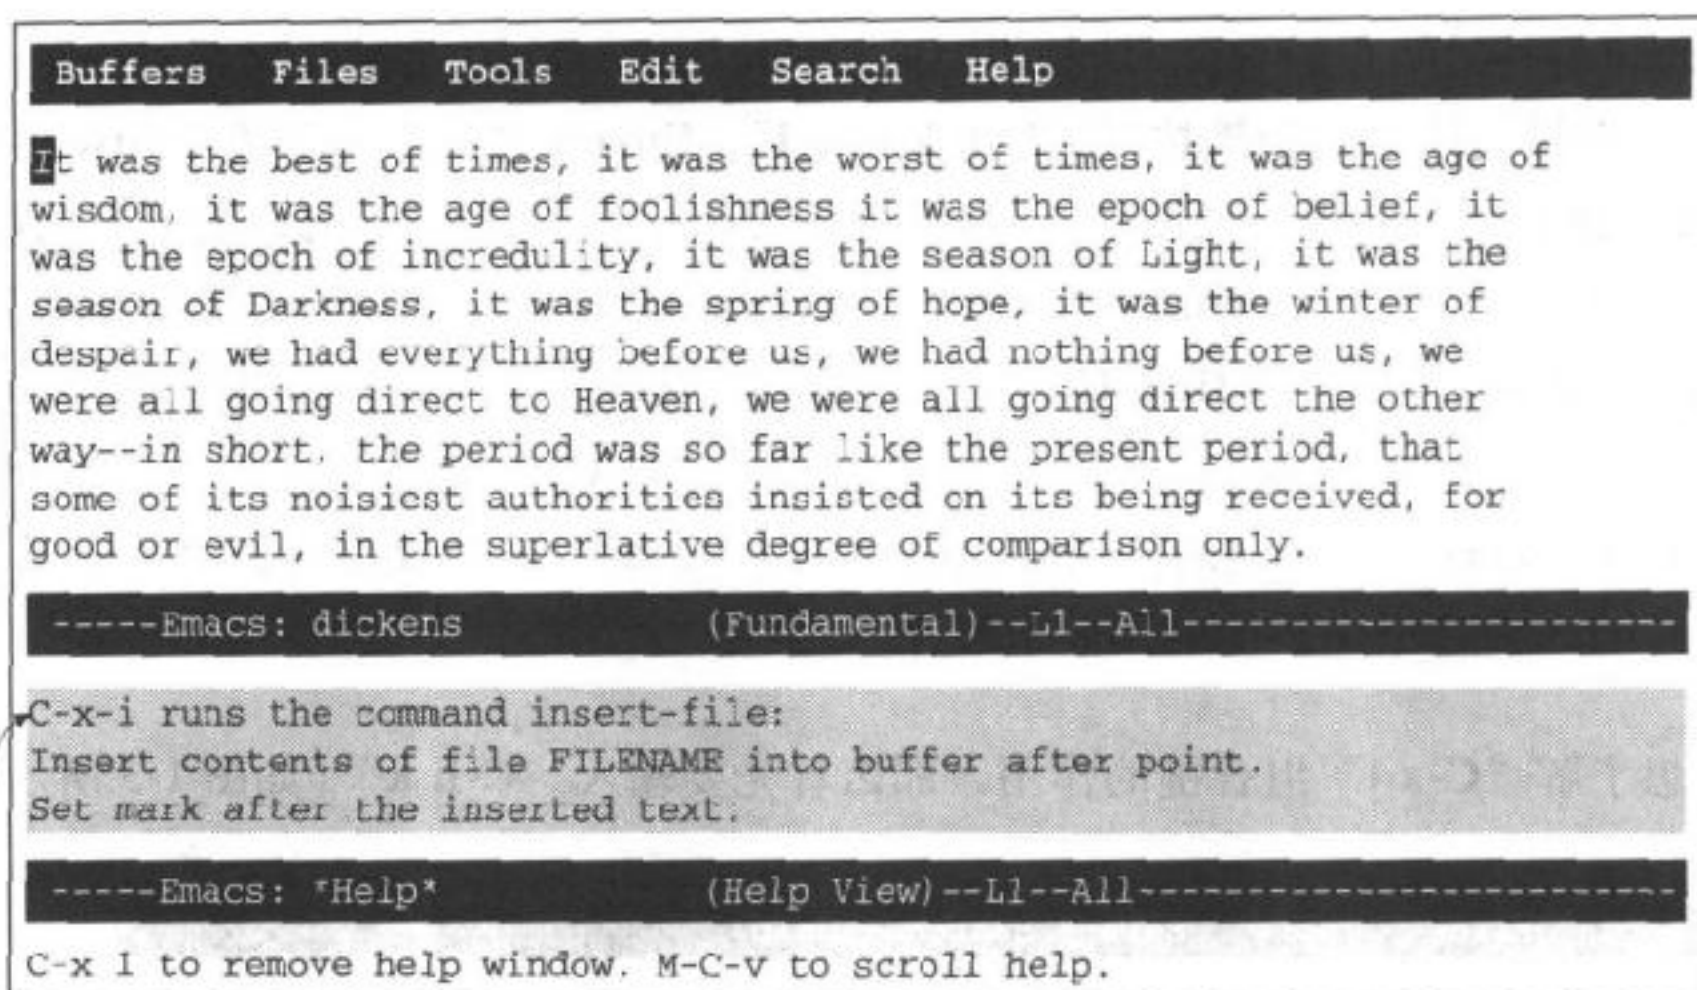 Buffers Files Tools Edit Search Help
It was the best of times, it was the worst of times, it was the age of
wisdom, it was the age of foolishness it was the epoch of belief, it
was the epoch of incredulity, it was the season of Light, it was the
season of Darkness, it was the spring of hope, it was the winter of
despair, we had everything before us, we had nothing before us, we
were all going direct to Heaven, we were all going direct the other
way--in short, the period was so far like the present period, that
some of its noisiest authorities insisted on its being received, for
good or evil, in the superlative degree of comparison only.
-----Emacs: dickens (Fundamental)--L1--All------------------------
C-x-i runs the command insert-file:
Insert contents of file FILENAME into buffer after point.
Set mark after the inserted text.
-----Emacs: *Help* (Help View)--L1--All--------------------------
C-x 1 to remove help window. M-C-v to scroll help.